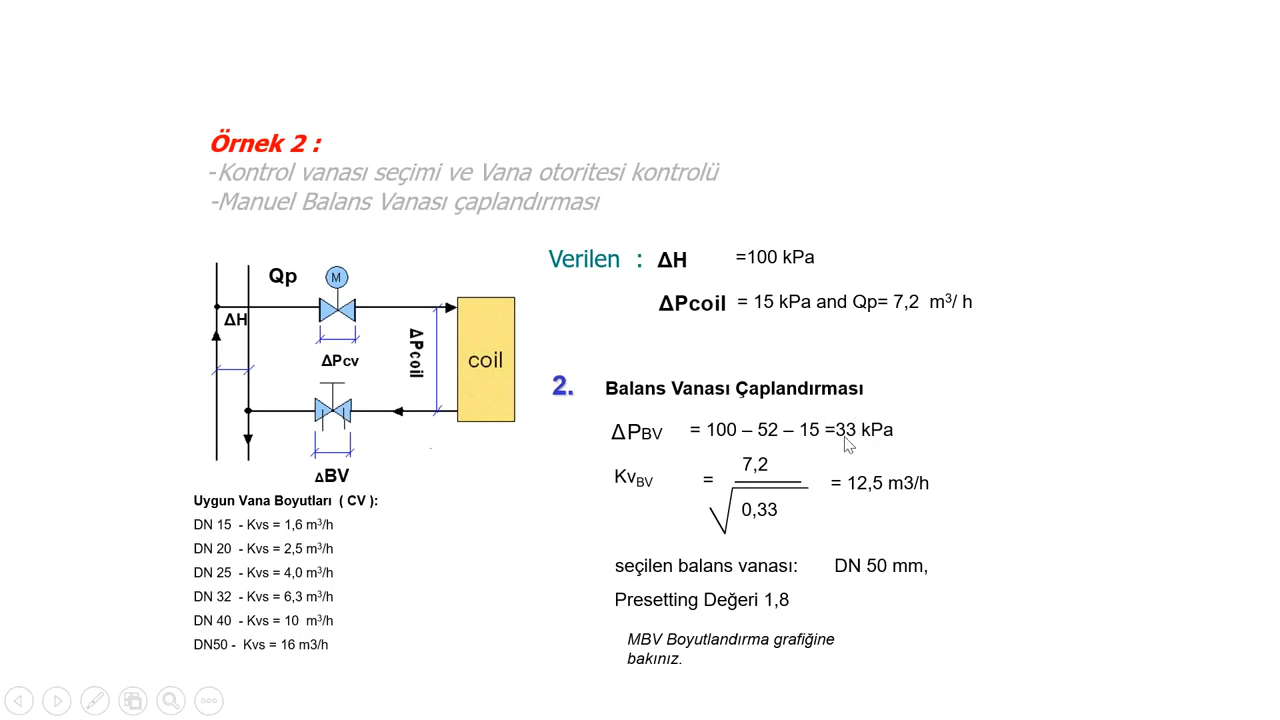 Örnek 2 :
-Kontrol vanası seçimi ve Vana otoritesi kontrolü
-Manuel Balans Vanası çaplandırması
Verilen : ΔH =100 kPa
ΔPcoil = 15 kPa and Qp= 7,2 m³/ h
Qp
M
ΔH
ΔPcv
ΔPcoil
coil
ΔBV
2. Balans Vanası Çaplandırması
ΔPBV = 100 – 52 – 15 =33 kPa
KvBV = 7,2 / √0,33 = 12,5 m3/h
seçilen balans vanası: DN 50 mm,
Presetting Değeri 1,8
MBV Boyutlandırma grafiğine
bakınız.
Uygun Vana Boyutları ( CV ):
DN 15 - Kvs = 1,6 m³/h
DN 20 - Kvs = 2,5 m³/h
DN 25 - Kvs = 4,0 m³/h
DN 32 - Kvs = 6,3 m³/h
DN 40 - Kvs = 10 m³/h
DN50 - Kvs = 16 m3/h